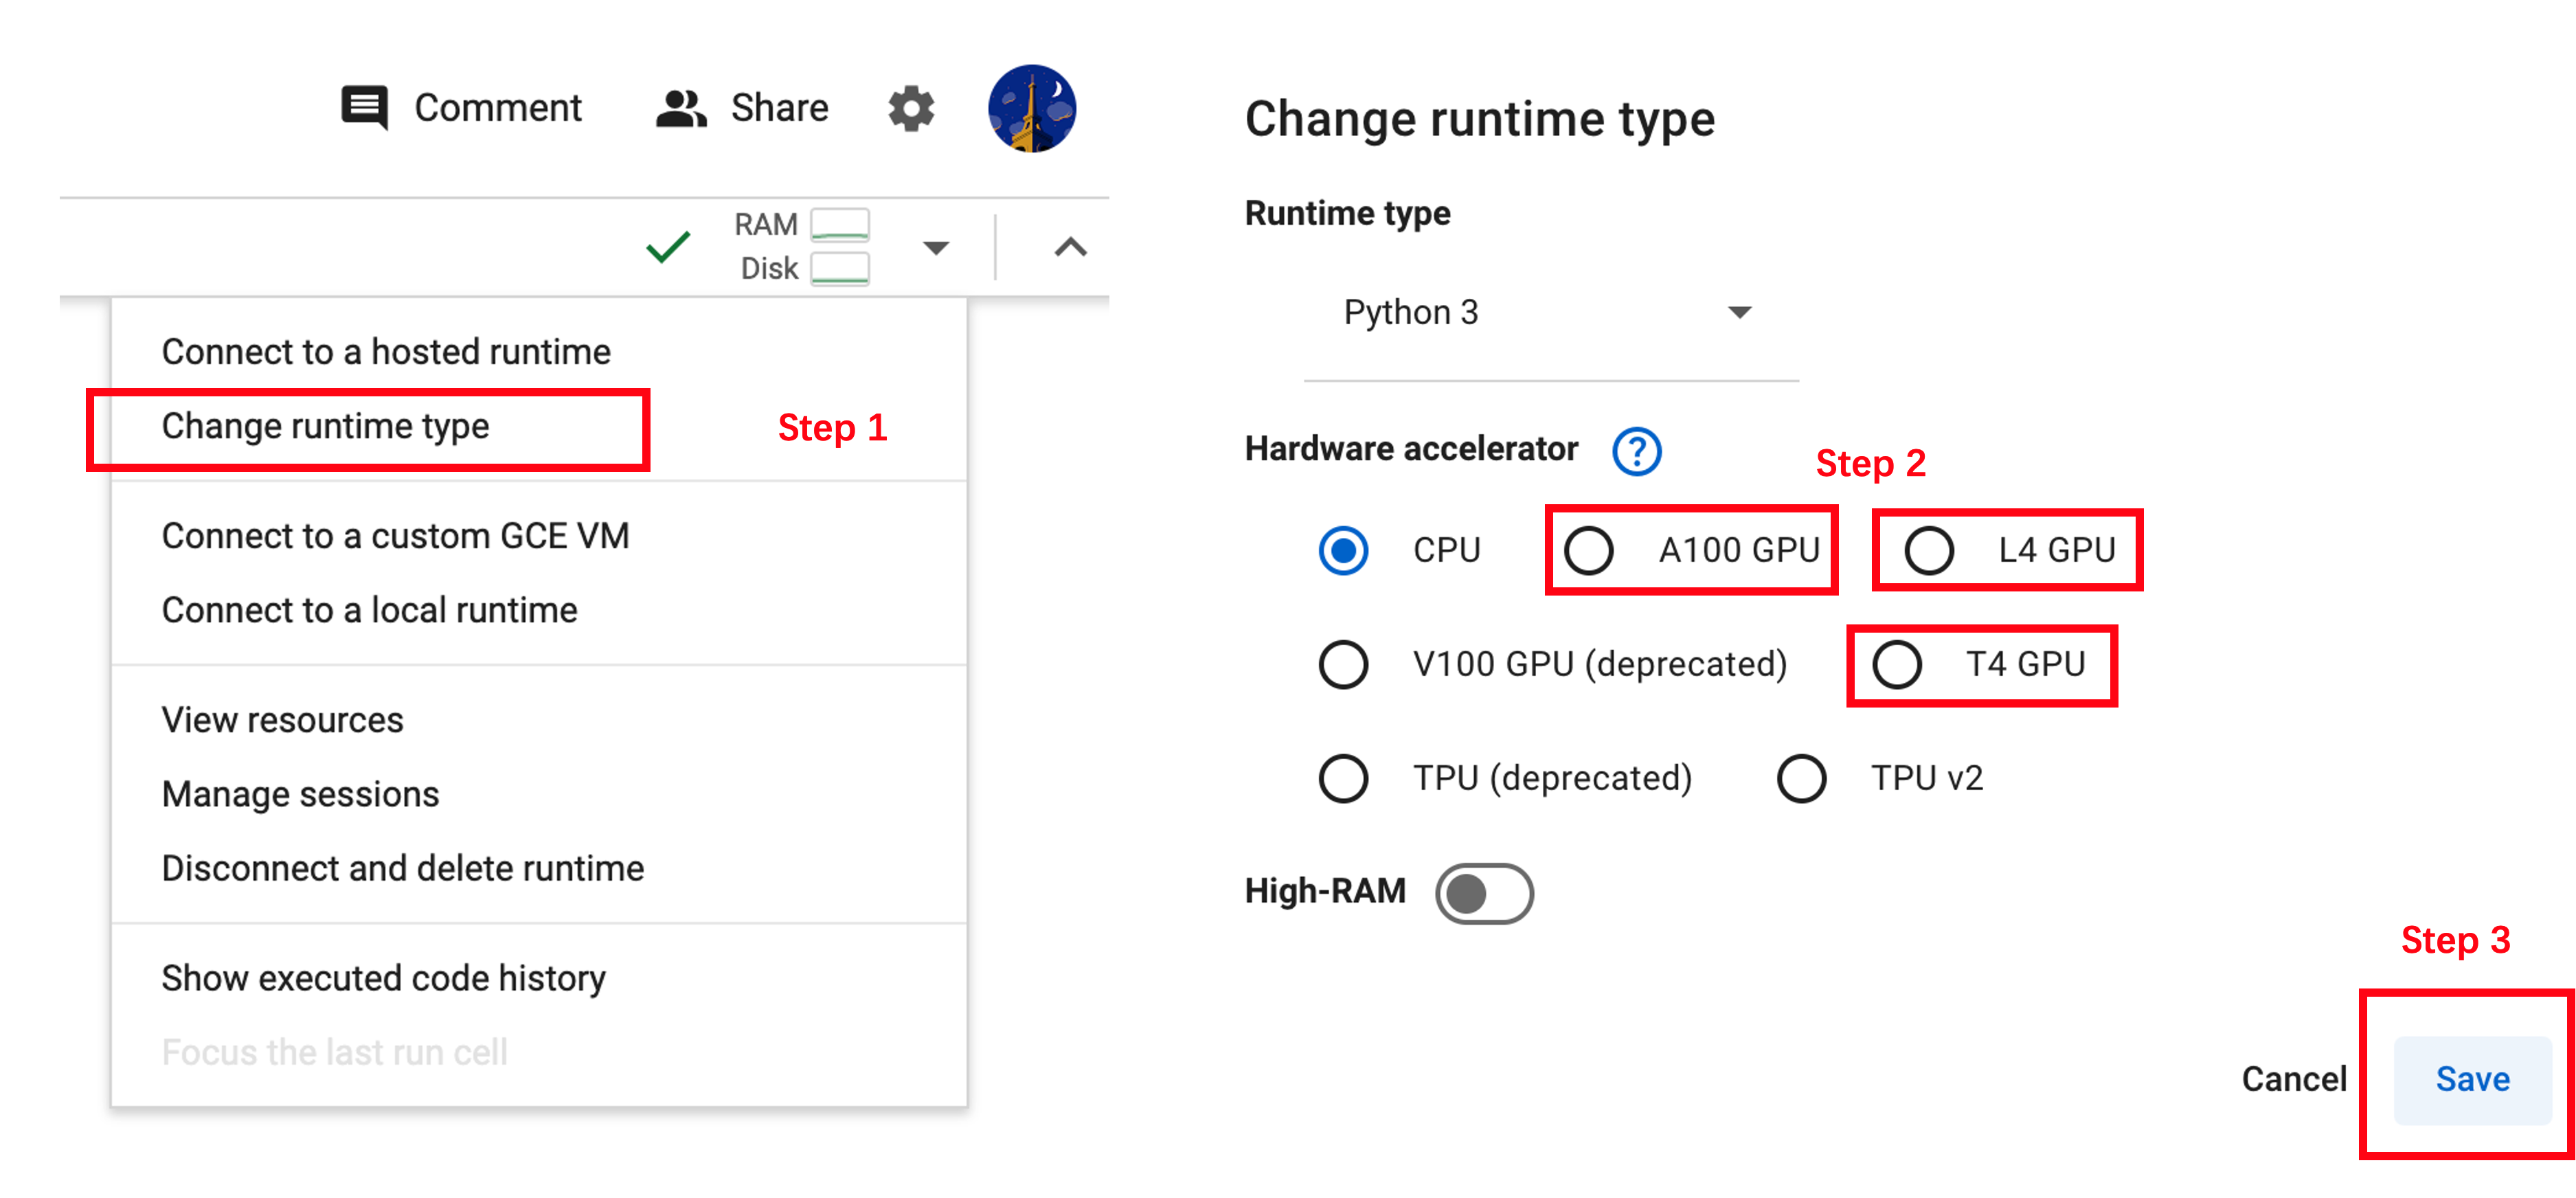 Comment Share
RAM
Disk
Connect to a hosted runtime
Change runtime type Step 1
Connect to a custom GCE VM
Connect to a local runtime
View resources
Manage sessions
Disconnect and delete runtime
Show executed code history
Focus the last run cell
Change runtime type
Runtime type
Python 3
Hardware accelerator ? Step 2
CPU A100 GPU L4 GPU
V100 GPU (deprecated) T4 GPU
TPU (deprecated) TPU v2
High-RAM
Step 3
Cancel Save